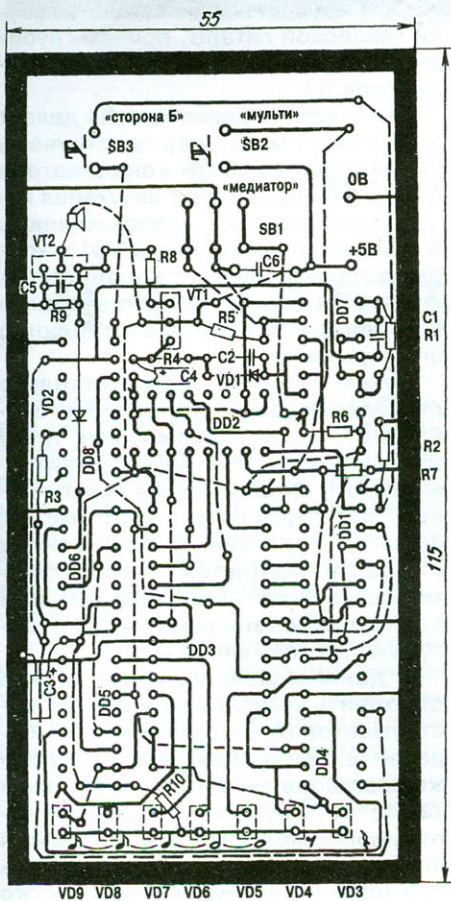 55
«сторона Б» «мульти»
SB3 SB2
«медиатор» 0В
VT2 SB1
+5В
R8 C6
C5 VT1 DD7
R9 R5 C1
R1
R4 C2
C4 VD1
VD2 DD2
R6
DD8 R2
R7
R3
DD1
DD6
115
DD3
C3
DD5
DD4
R10
VD9 VD8 VD7 VD6 VD5 VD4 VD3